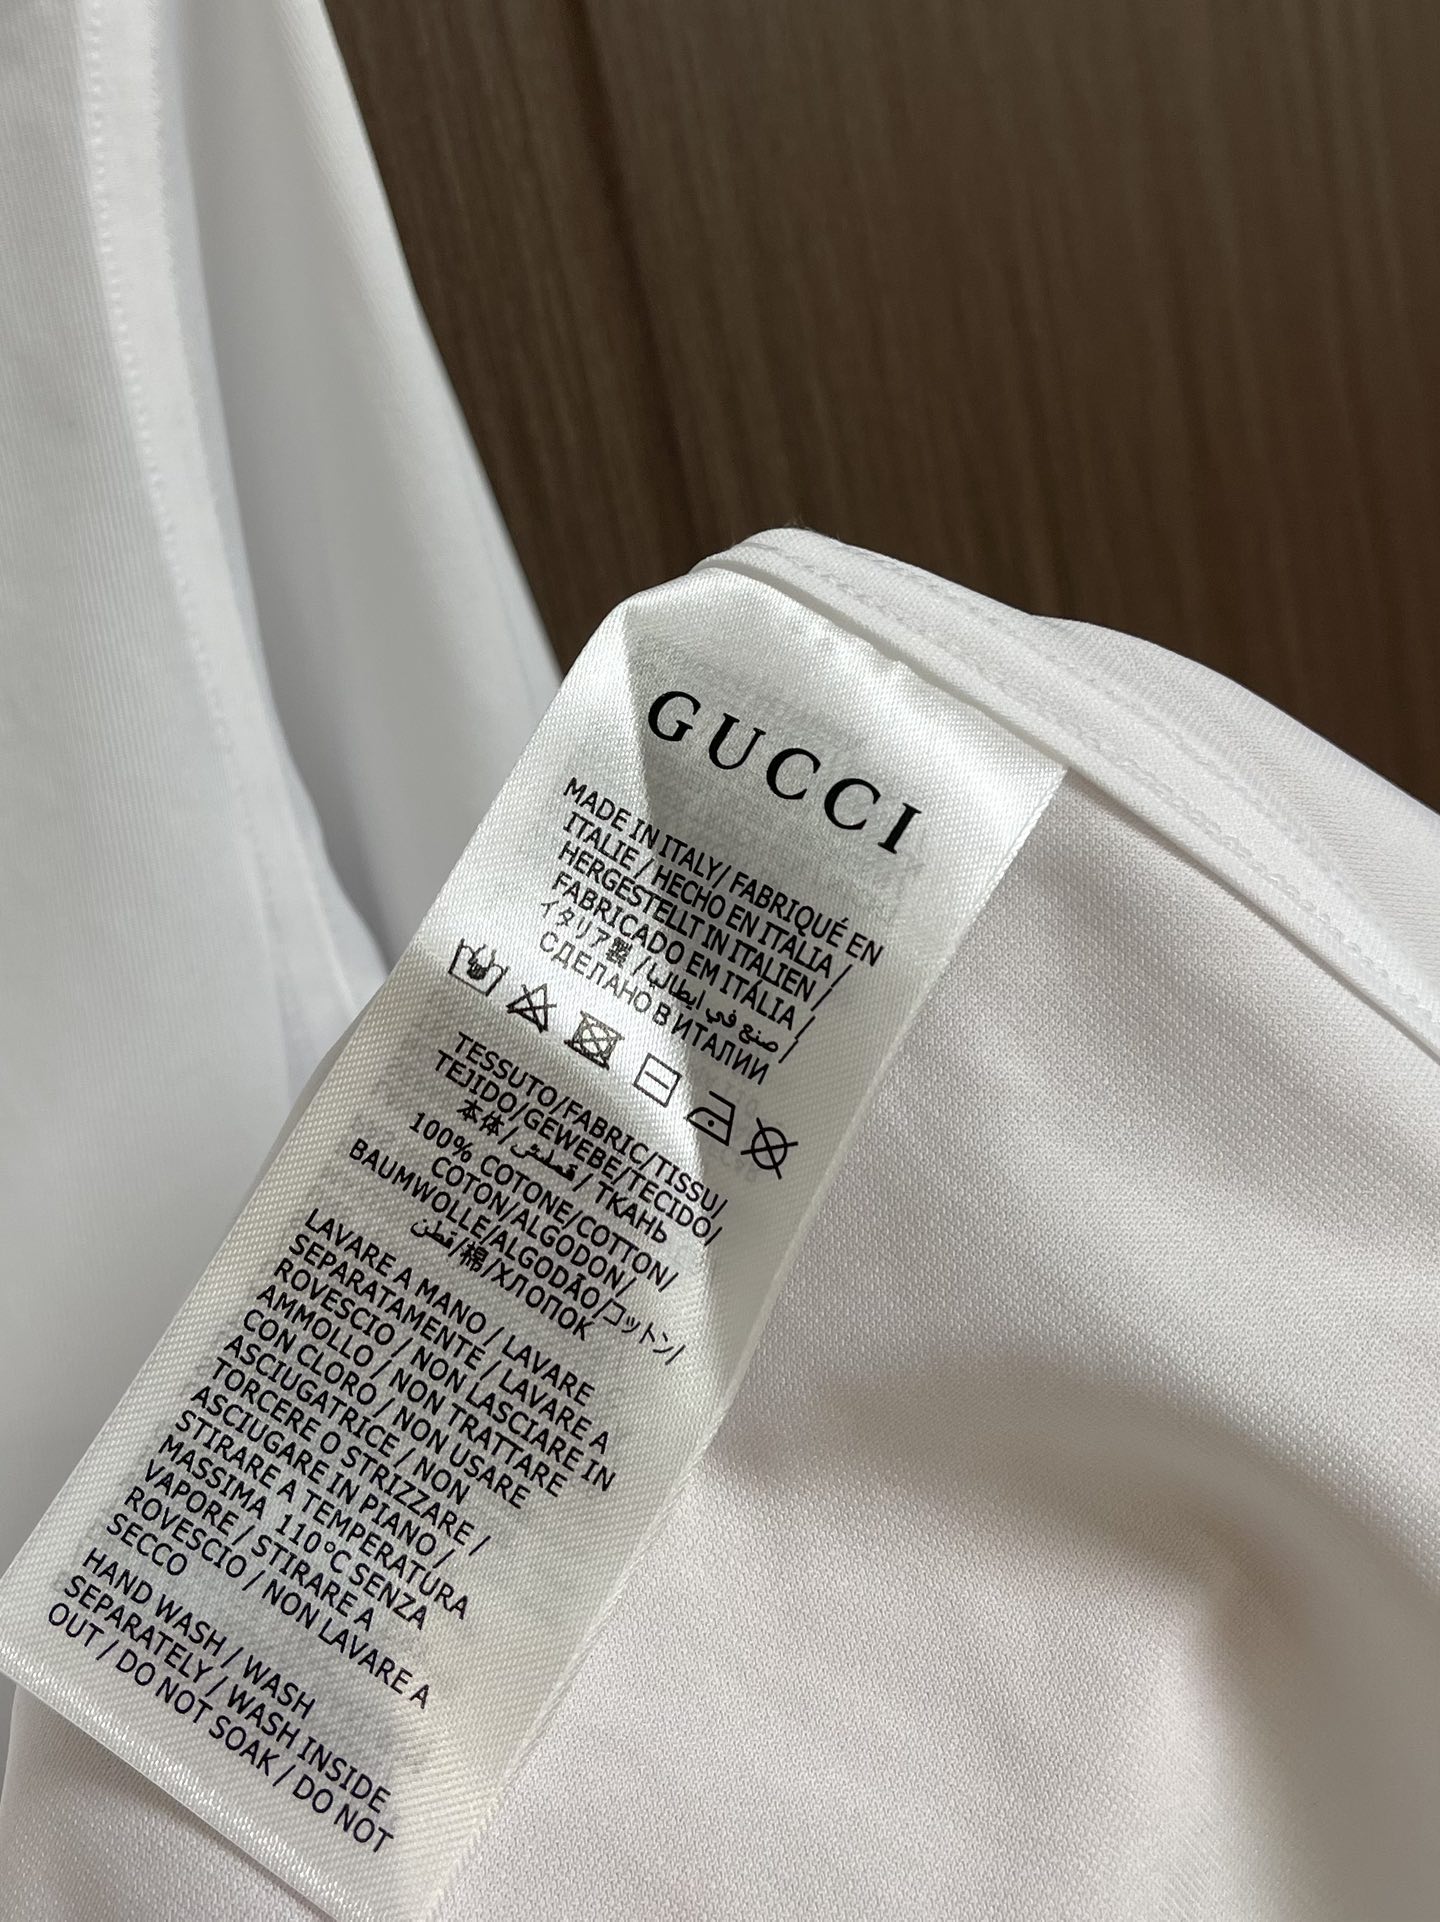 GUCCI
MADE IN ITALY/ FABRIQUÉ EN
ITALIE / HECHO EN ITALIA /
HERGESTELLT IN ITALIEN /
FABRICADO EM ITÁLIA /
イタリア製 / صنع في إيطاليا /
СДЕЛАНО В ИТАЛИИ
TESSUTO/FABRIC/TISSU/
TEJIDO/GEWEBE/TECIDO/
本体/قطني/ ТКАНЬ
100% COTONE/COTTON/
COTON/ALGODON/
BAUMWOLLE/ALGODÃO/コットン/
قطن/棉/ХЛОПОК
LAVARE A MANO / LAVARE
SEPARATAMENTE / LAVARE A
ROVESCIO / NON LASCIARE IN
AMMOLLO / NON TRATTARE
CON CLORO / NON USARE
ASCIUGATRICE / NON
TORCERE O STRIZZARE /
ASCIUGARE IN PIANO /
STIRARE A TEMPERATURA
MASSIMA 110°C SENZA
VAPORE / STIRARE A
ROVESCIO / NON LAVARE A
SECCO
HAND WASH / WASH
SEPARATELY / WASH INSIDE
OUT / DO NOT SOAK / DO NOT